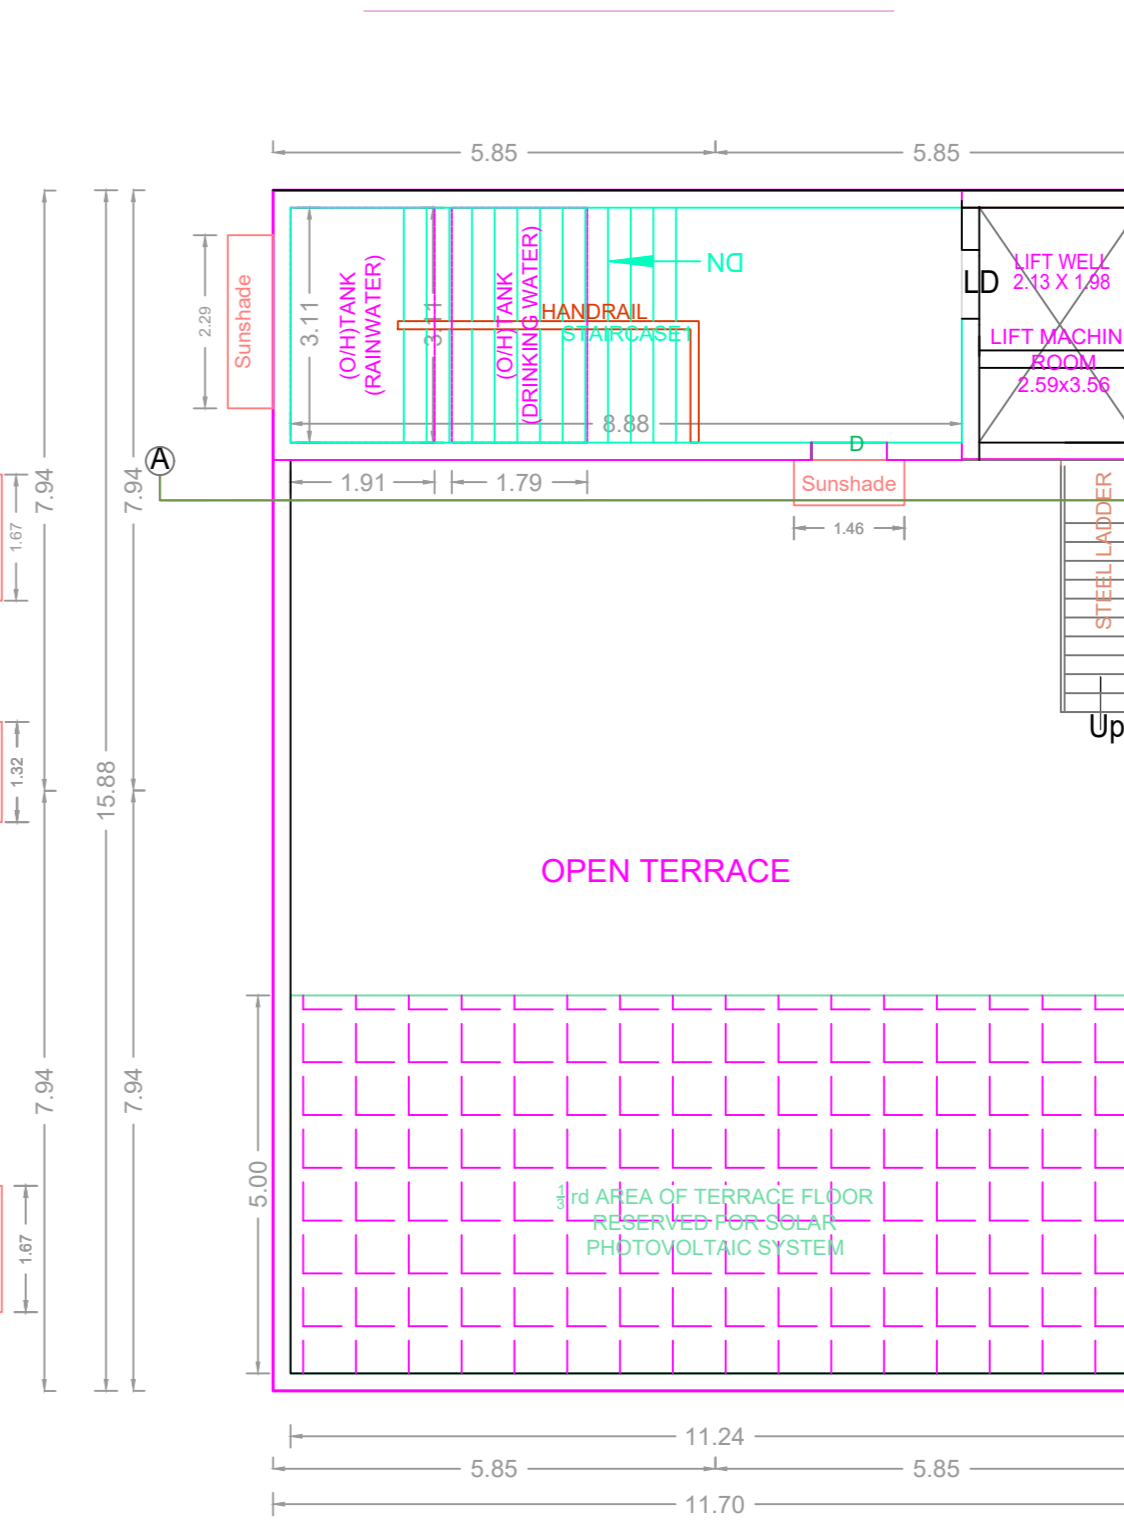 5.85
5.85
2.29
Sunshade
3.11
(O/H)TANK
(RAINWATER)
3.11
(O/H)TANK
(DRINKING WATER)
DN
HANDRAIL
STAIRCASE1
8.88
LD
LIFT WELL
2.13 X 1.98
LIFT MACHIN
ROOM
2.59x3.56
D
Sunshade
1.46
1.91
1.79
A
7.94
7.94
1.67
STEEL LADDER
Up
1.32
15.88
OPEN TERRACE
7.94
7.94
5.00
1.67
1/3 rd AREA OF TERRACE FLOOR
RESERVED FOR SOLAR
PHOTOVOLTAIC SYSTEM
11.24
5.85
5.85
11.70